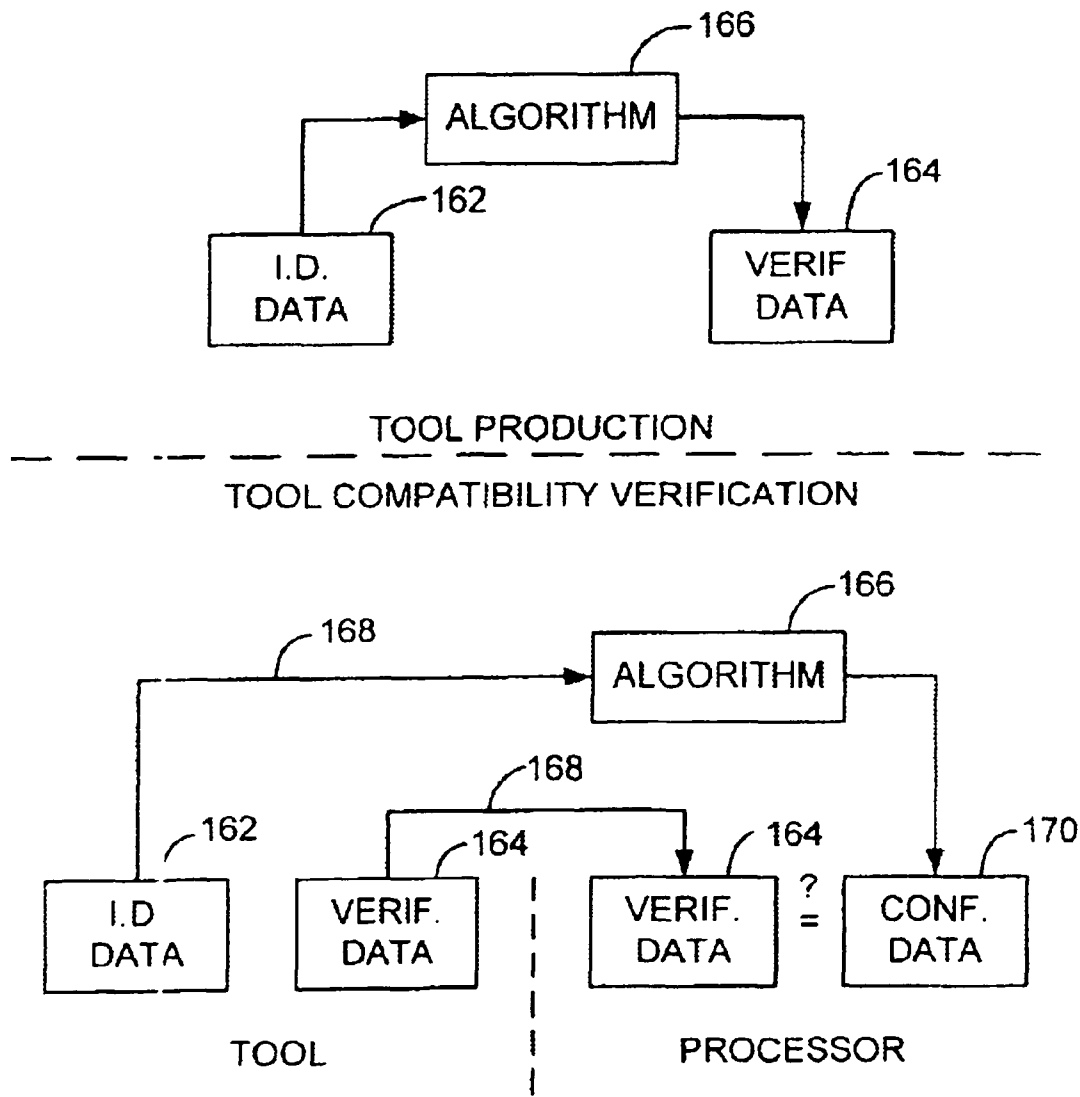 166
ALGORITHM
164
162
I.D.
DATA
VERIF
DATA
TOOL PRODUCTION
TOOL COMPATIBILITY VERIFICATION
166
168
ALGORITHM
168
162
164
164
170
I.D
DATA
VERIF.
DATA
VERIF.
DATA
?
=
CONF.
DATA
TOOL
PROCESSOR